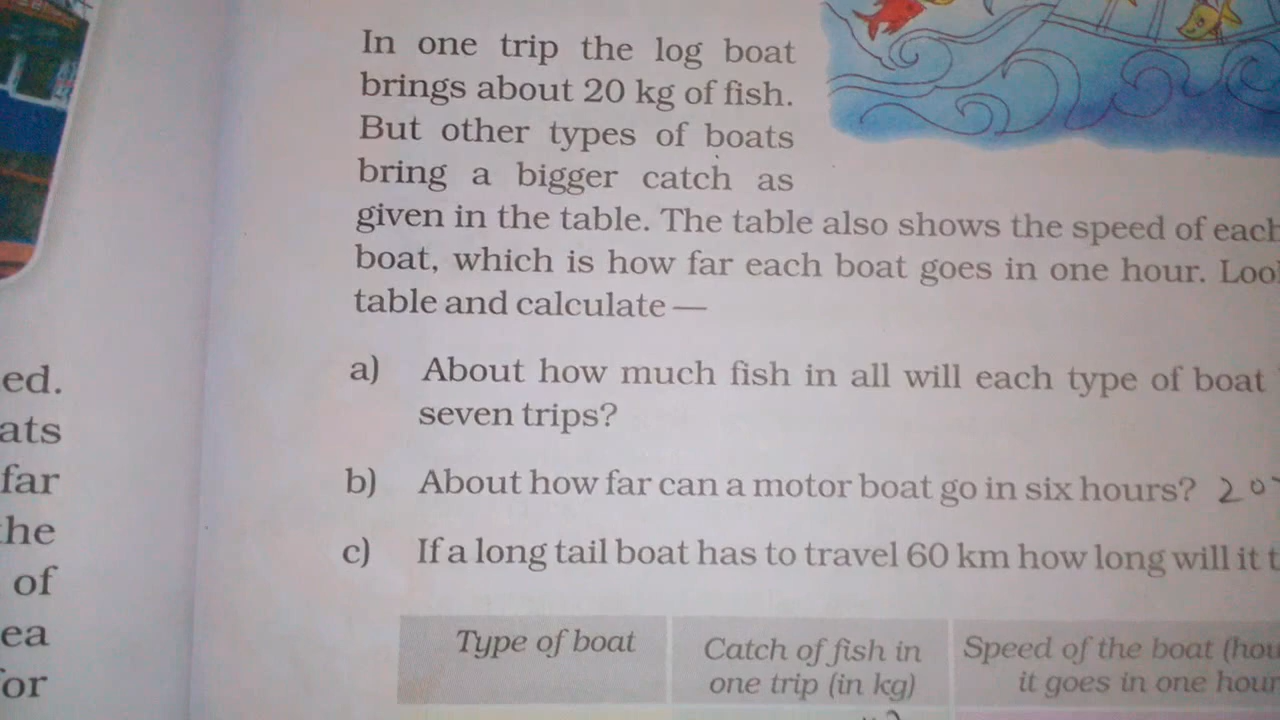 ed.
ats
far
he
of
ea
or
In one trip the log boat
brings about 20 kg of fish.
But other types of boats
bring a bigger catch as
given in the table. The table also shows the speed of each
boat, which is how far each boat goes in one hour. Loo
table and calculate —
a) About how much fish in all will each type of boat
seven trips?
b) About how far can a motor boat go in six hours? 20
c) If a long tail boat has to travel 60 km how long will it t
Type of boat
Catch of fish in
one trip (in kg)
Speed of the boat (hou
it goes in one hour